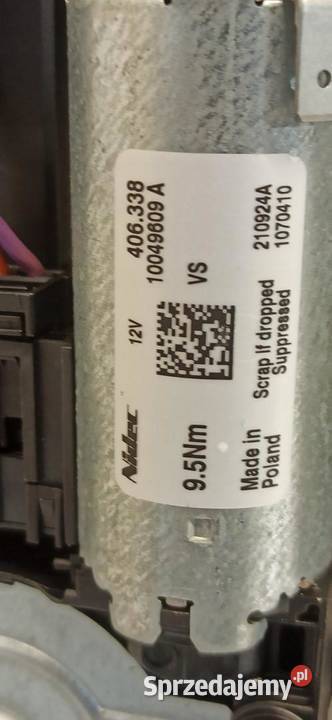 Nidec 12V 406.338
10049609 A
9.5Nm VS
Made in Poland
Scrap If dropped
Suppressed
210924A
1070410
Sprzedajemy.pl